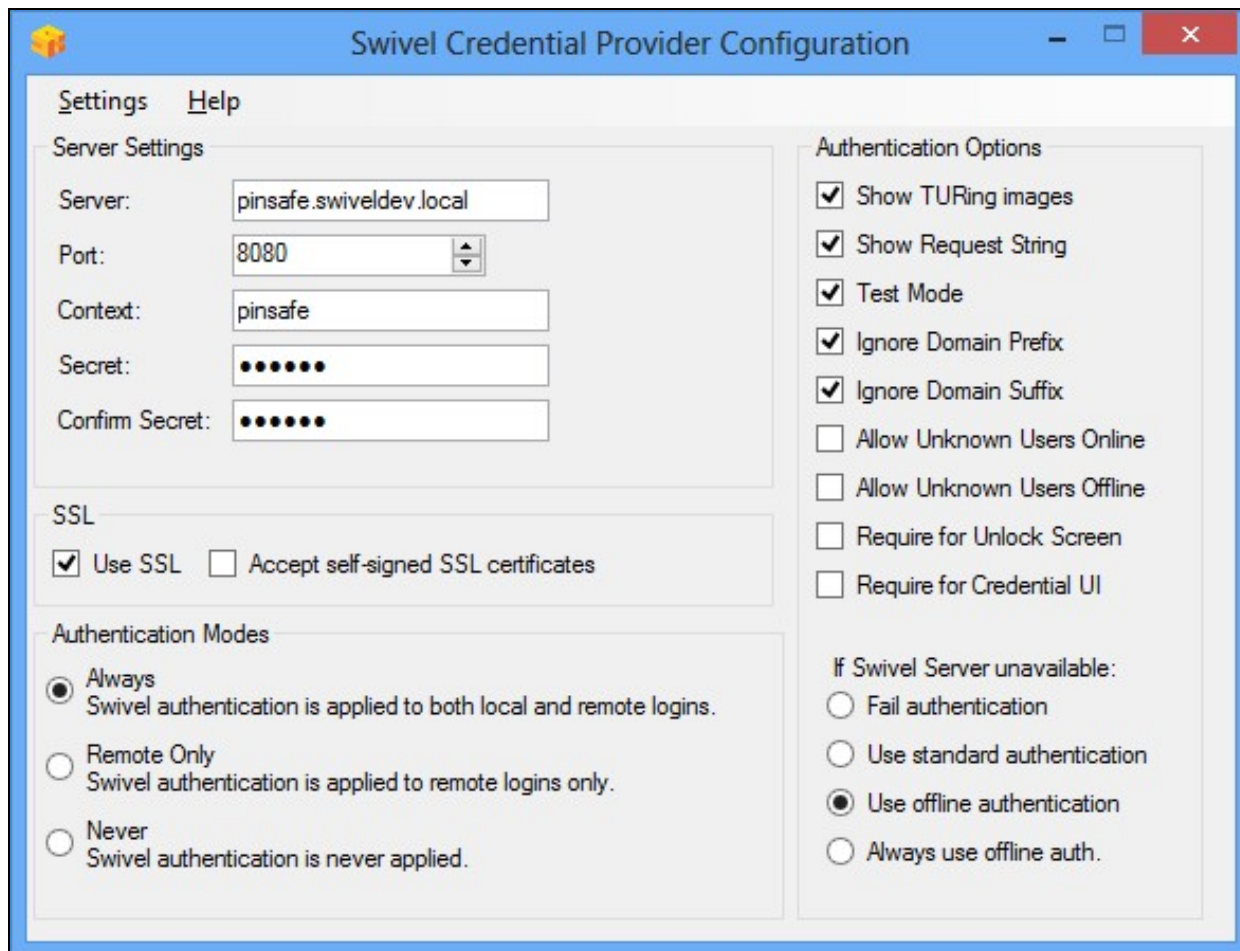 Swivel Credential Provider Configuration
Settings Help
Server Settings
Server: pinsafe.swiveldev.local
Port: 8080
Context: pinsafe
Secret: ●●●●●●
Confirm Secret: ●●●●●●
SSL
Use SSL Accept self-signed SSL certificates
Authentication Modes
Always
Swivel authentication is applied to both local and remote logins.
Remote Only
Swivel authentication is applied to remote logins only.
Never
Swivel authentication is never applied.
Authentication Options
Show TURing images
Show Request String
Test Mode
Ignore Domain Prefix
Ignore Domain Suffix
Allow Unknown Users Online
Allow Unknown Users Offline
Require for Unlock Screen
Require for Credential UI
If Swivel Server unavailable:
Fail authentication
Use standard authentication
Use offline authentication
Always use offline auth.